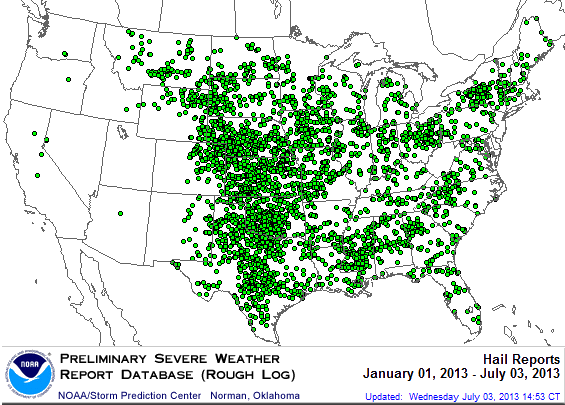 NOAA
Preliminary Severe Weather
Report Database (Rough Log)
NOAA/Storm Prediction Center Norman, Oklahoma
Hail Reports
January 01, 2013 - July 03, 2013
Updated: Wednesday July 03, 2013 14:53 CT